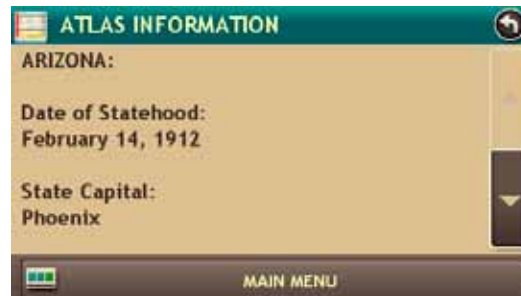 ATLAS INFORMATION
ARIZONA:
Date of Statehood:
February 14, 1912
State Capital:
Phoenix
MAIN MENU